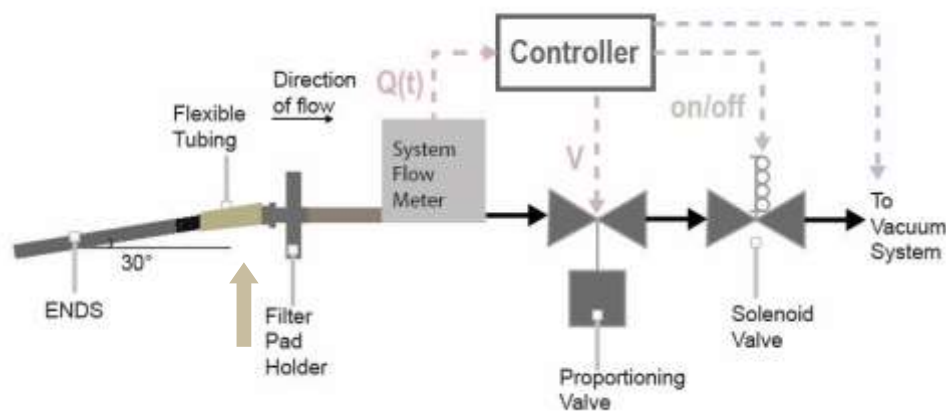 Controller
Direction
of flow
Q(t)
Flexible
Tubing
on/off
System
Flow
Meter
V
To
Vacuum
System
30°
ENDS
Filter
Pad
Holder
Solenoid
Valve
Proportioning
Valve